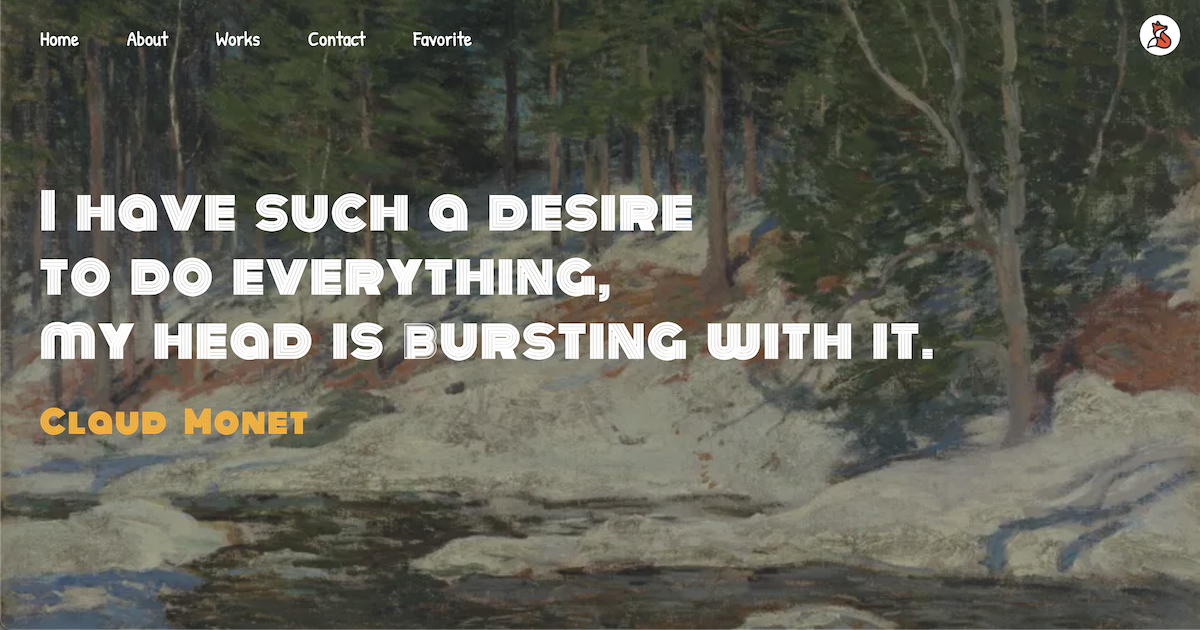 Home About Works Contact Favorite
I have such a desire
to do everything,
my head is bursting with it.
Claud Monet